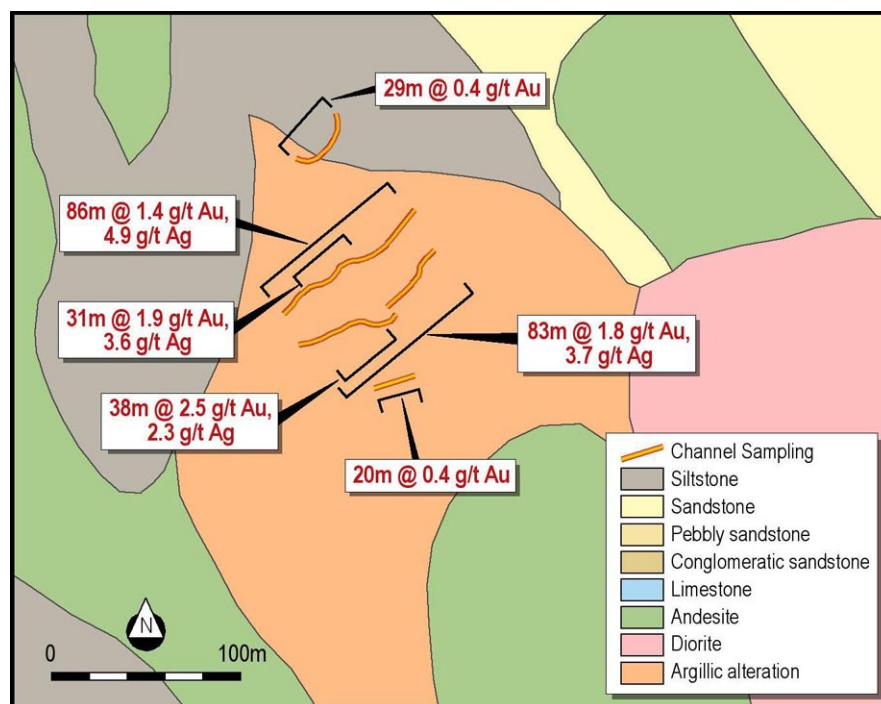 29m @ 0.4 g/t Au
86m @ 1.4 g/t Au,
4.9 g/t Ag
31m @ 1.9 g/t Au,
3.6 g/t Ag
83m @ 1.8 g/t Au,
3.7 g/t Ag
38m @ 2.5 g/t Au,
2.3 g/t Ag
20m @ 0.4 g/t Au
Channel Sampling
Siltstone
Sandstone
Pebbly sandstone
Conglomeratic sandstone
Limestone
Andesite
Diorite
Argillic alteration
N
0 100m